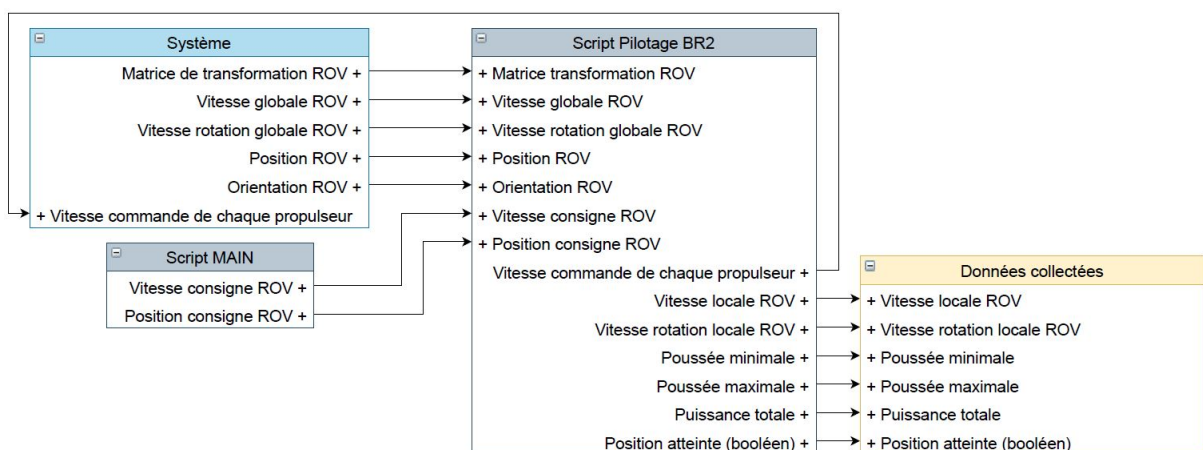 Système
Matrice de transformation ROV +
Vitesse globale ROV +
Vitesse rotation globale ROV +
Position ROV +
Orientation ROV +
+ Vitesse commande de chaque propulseur
Script MAIN
Vitesse consigne ROV +
Position consigne ROV +
Script Pilotage BR2
+ Matrice transformation ROV
+ Vitesse globale ROV
+ Vitesse rotation globale ROV
+ Position ROV
+ Orientation ROV
+ Vitesse consigne ROV
+ Position consigne ROV
Vitesse commande de chaque propulseur +
Vitesse locale ROV +
Vitesse rotation locale ROV +
Poussée minimale +
Poussée maximale +
Puissance totale +
Position atteinte (booléen) +
Données collectées
+ Vitesse locale ROV
+ Vitesse rotation locale ROV
+ Poussée minimale
+ Poussée maximale
+ Puissance totale
+ Position atteinte (booléen)